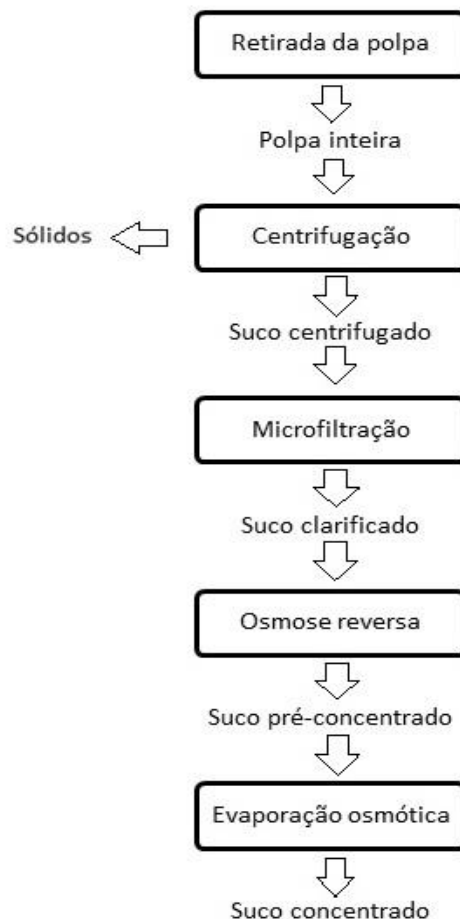 Retirada da polpa
Polpa inteira
Sólidos
Centrifugação
Suco centrifugado
Microfiltração
Suco clarificado
Osmose reversa
Suco pré-concentrado
Evaporação osmótica
Suco concentrado